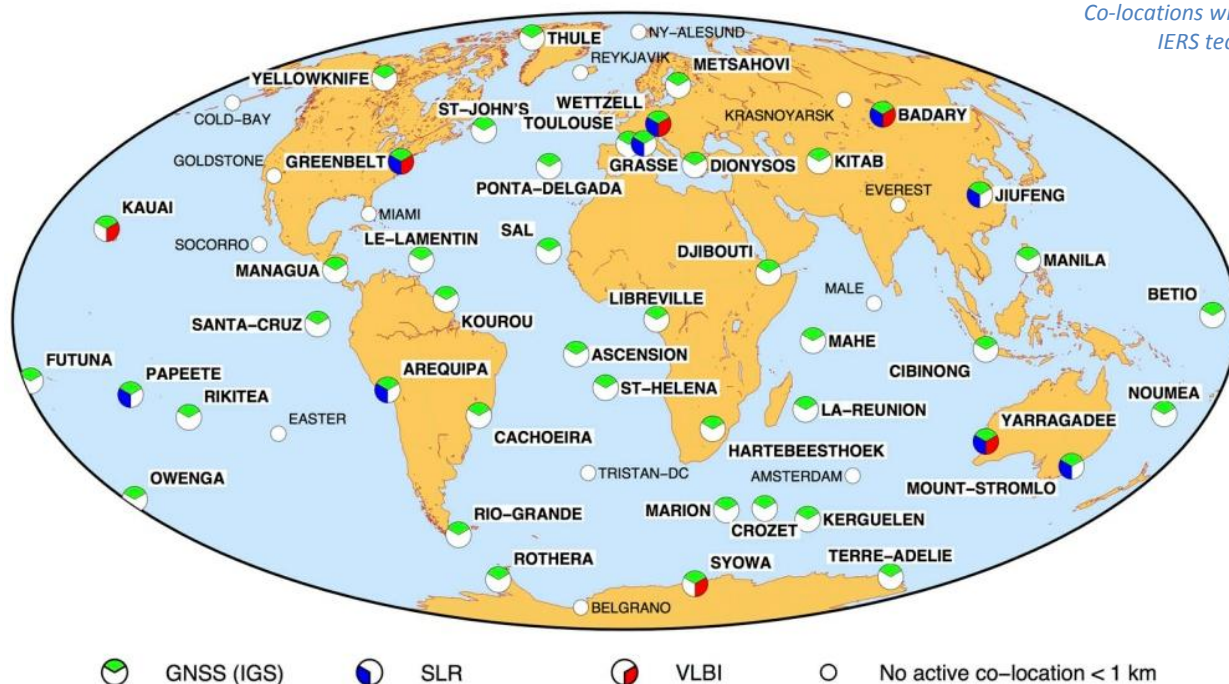 Co-locations
IERS
THULE
NY-ALESUND
REYKJAVIK
METSAHOVI
YELLOWKNIFE
COLD-BAY
ST-JOHN'S
WETTZELL
TOULOUSE
KRASNOYARSK
BADARY
GOLDSTONE
GREENBELT
GRASSE
DIONYSOS
KITAB
PONTA-DELGADA
EVEREST
JIUFENG
KAUAI
MIAMI
SOCORRO
LE-LAMENTIN
SAL
DJIBOUTI
MANILA
MANAGUA
MALE
BETIO
LIBREVILLE
SANTA-CRUZ
KOUROU
MAHE
FUTUNA
ASCENSION
CIBINONG
PAPEETE
AREQUIPA
ST-HELENA
NOUMEA
RIKITEA
LA-REUNION
YARRAGADEE
EASTER
CACHOEIRA
HARTEBEESTHOEK
TRISTAN-DC
AMSTERDAM
MOUNT-STROMLO
OWENGA
MARION
RIO-GRANDE
CROZET
KERGUELEN
ROTHERA
SYOWA
TERRE-ADELIE
BELGRANO
GNSS (IGS) SLR VLBI No active co-location < 1 km